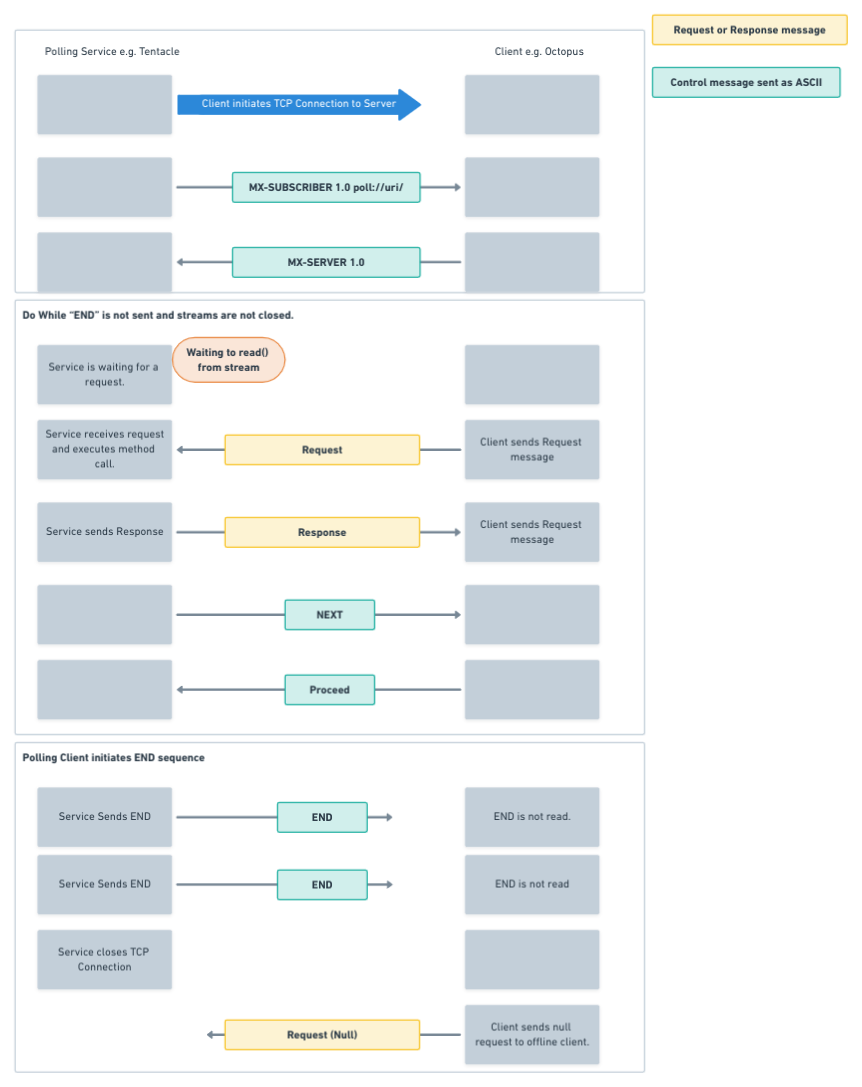 Request or Response message
Polling Service e.g. Tentacle
Client e.g. Octopus
Control message sent as ASCII
Client initiates TCP Connection to Server
MX-SUBSCRIBER 1.0 poll://uri/
MX-SERVER 1.0
Do While “END” is not sent and streams are not closed.
Service is waiting for a
request.
Waiting to read()
from stream
Service receives request
and executes method
call.
Request
Client sends Request
message
Service sends Response
Response
Client sends Request
message
NEXT
Proceed
Polling Client initiates END sequence
Service Sends END
END
END is not read.
Service Sends END
END
END is not read
Service closes TCP
Connection
Request (Null)
Client sends null
request to offline client.